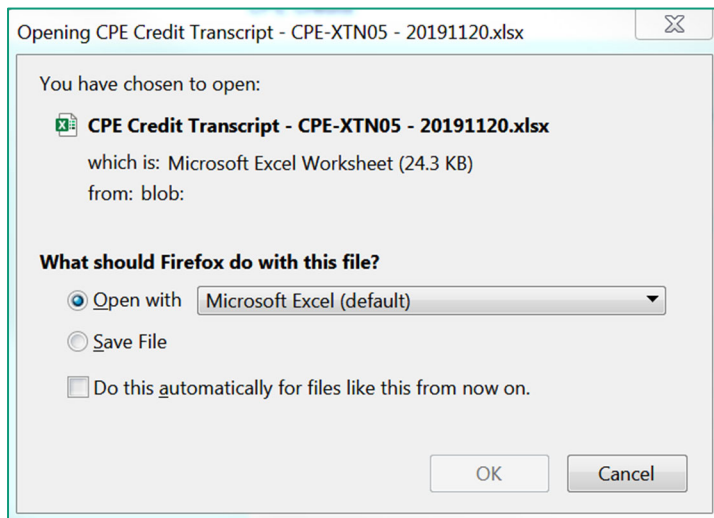 Opening CPE Credit Transcript - CPE-XTN05 - 20191120.xlsx
You have chosen to open:
CPE Credit Transcript - CPE-XTN05 - 20191120.xlsx
which is: Microsoft Excel Worksheet (24.3 KB)
from: blob:
What should Firefox do with this file?
Open with Microsoft Excel (default)
Save File
Do this automatically for files like this from now on.
OK Cancel